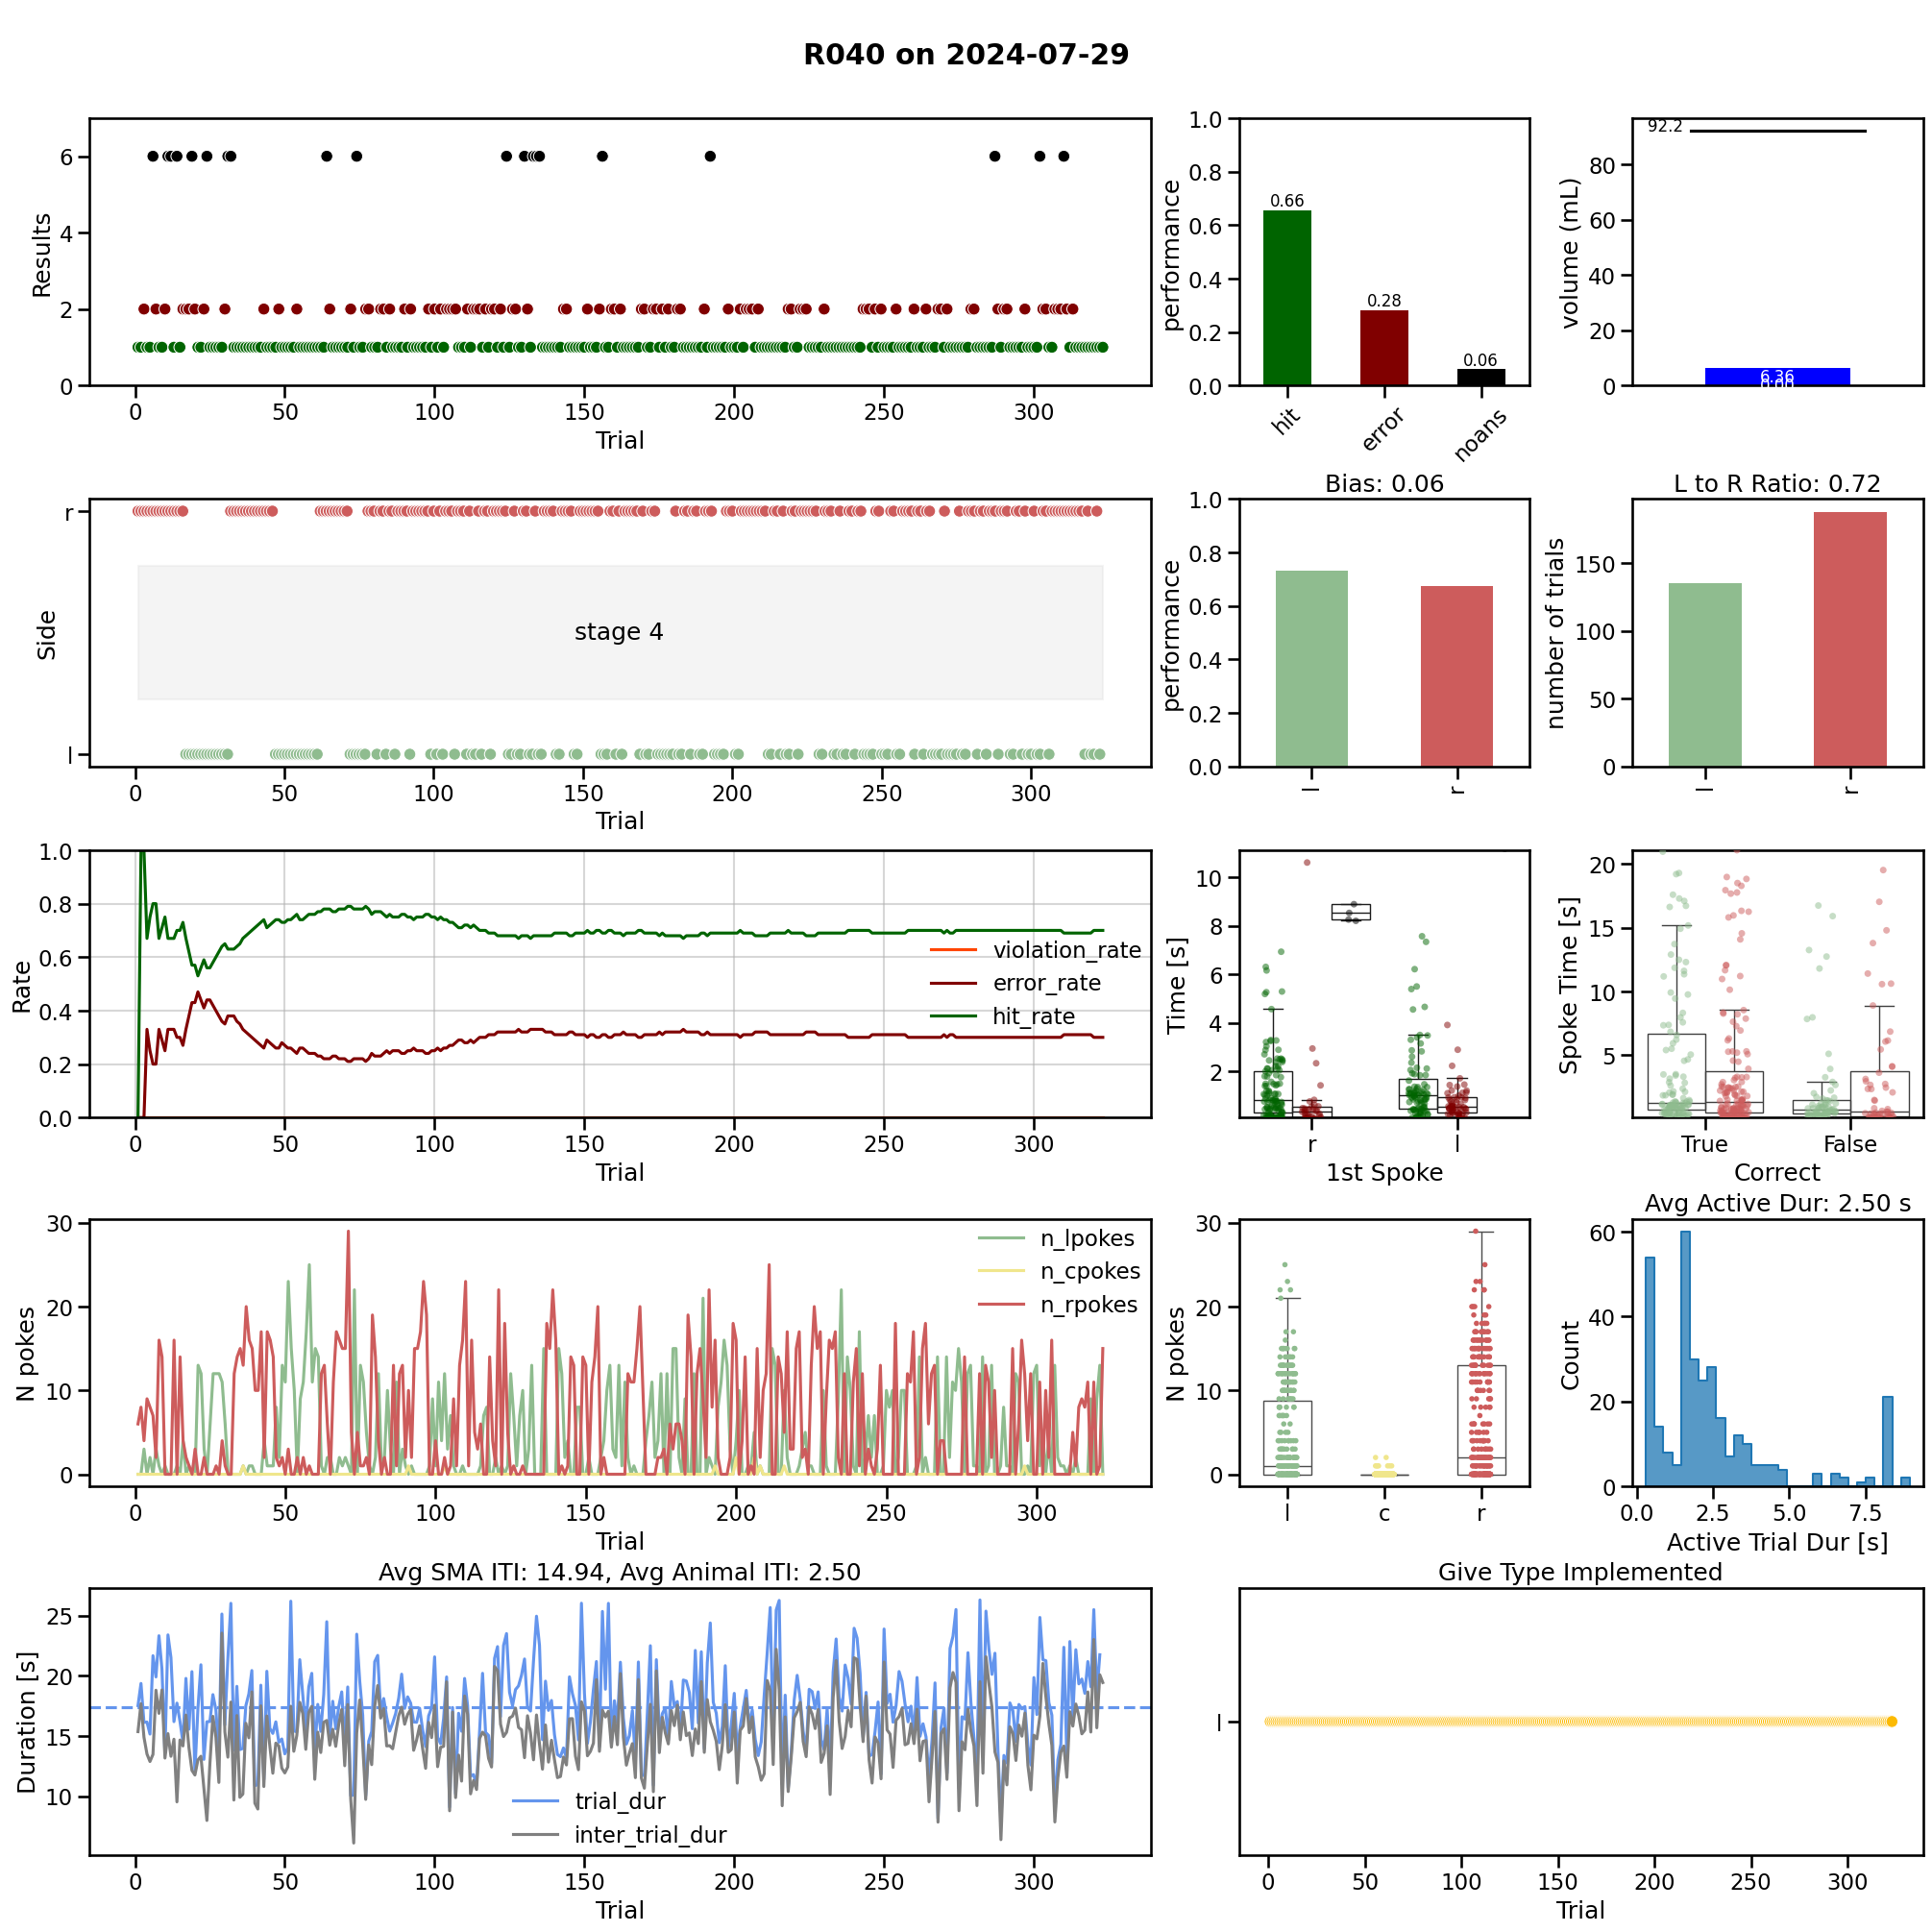 R040 on 2024-07-29
Results
6
4
2
0
0 50 100 150 200 250 300
Trial
performance
1.0
0.8
0.6
0.4
0.2
0.0
0.66
0.28
0.06
hit error noans
volume (mL)
92.2
80
60
40
20
0
6.36
Side
r
l
stage 4
0 50 100 150 200 250 300
Trial
Bias: 0.06
performance
1.0
0.8
0.6
0.4
0.2
0.0
l r
L to R Ratio: 0.72
number of trials
150
100
50
0
l r
Rate
1.0
0.8
0.6
0.4
0.2
0.0
violation_rate
error_rate
hit_rate
0 50 100 150 200 250 300
Trial
Time [s]
10
8
6
4
2
r l
1st Spoke
Spoke Time [s]
20
15
10
5
True False
Correct
N pokes
30
20
10
0
n_lpokes
n_cpokes
n_rpokes
0 50 100 150 200 250 300
Trial
N pokes
30
20
10
0
l c r
Avg Active Dur: 2.50 s
Count
60
40
20
0
0.0 2.5 5.0 7.5
Active Trial Dur [s]
Avg SMA ITI: 14.94, Avg Animal ITI: 2.50
Duration [s]
25
20
15
10
trial_dur
inter_trial_dur
0 50 100 150 200 250 300
Trial
Give Type Implemented
l
0 50 100 150 200 250 300
Trial